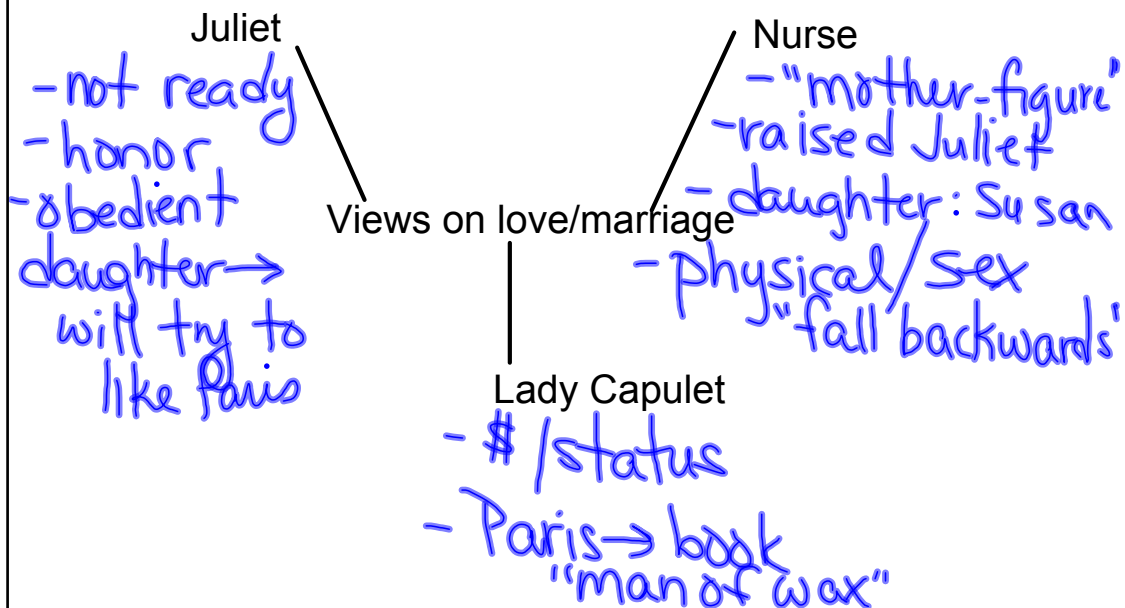 Juliet
- not ready
- honor
- obedient
daughter →
will try to
like Paris
Nurse
- "mother-figure"
- raised Juliet
- daughter: Susan
- physical/sex
"fall backwards"
Views on love/marriage
Lady Capulet
- $/status
- Paris → book
"man of wax"